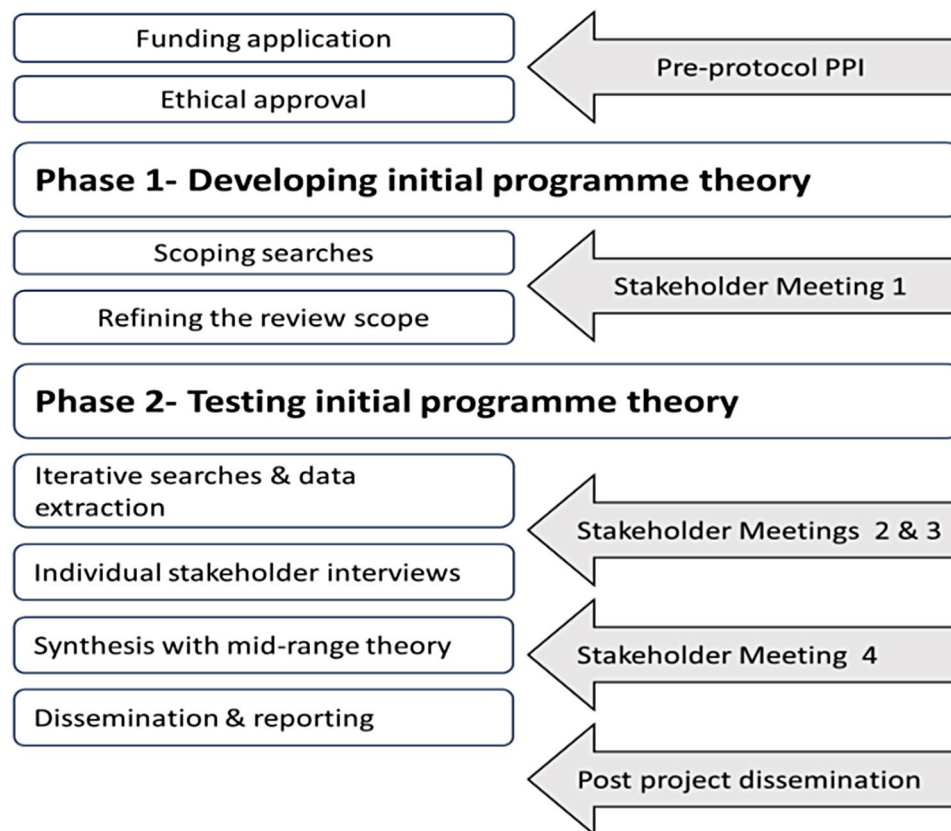 Funding application
Pre-protocol PPI
Ethical approval
Phase 1- Developing initial programme theory
Scoping searches
Stakeholder Meeting 1
Refining the review scope
Phase 2- Testing initial programme theory
Iterative searches & data
extraction
Stakeholder Meetings 2 & 3
Individual stakeholder interviews
Synthesis with mid-range theory
Stakeholder Meeting 4
Dissemination & reporting
Post project dissemination